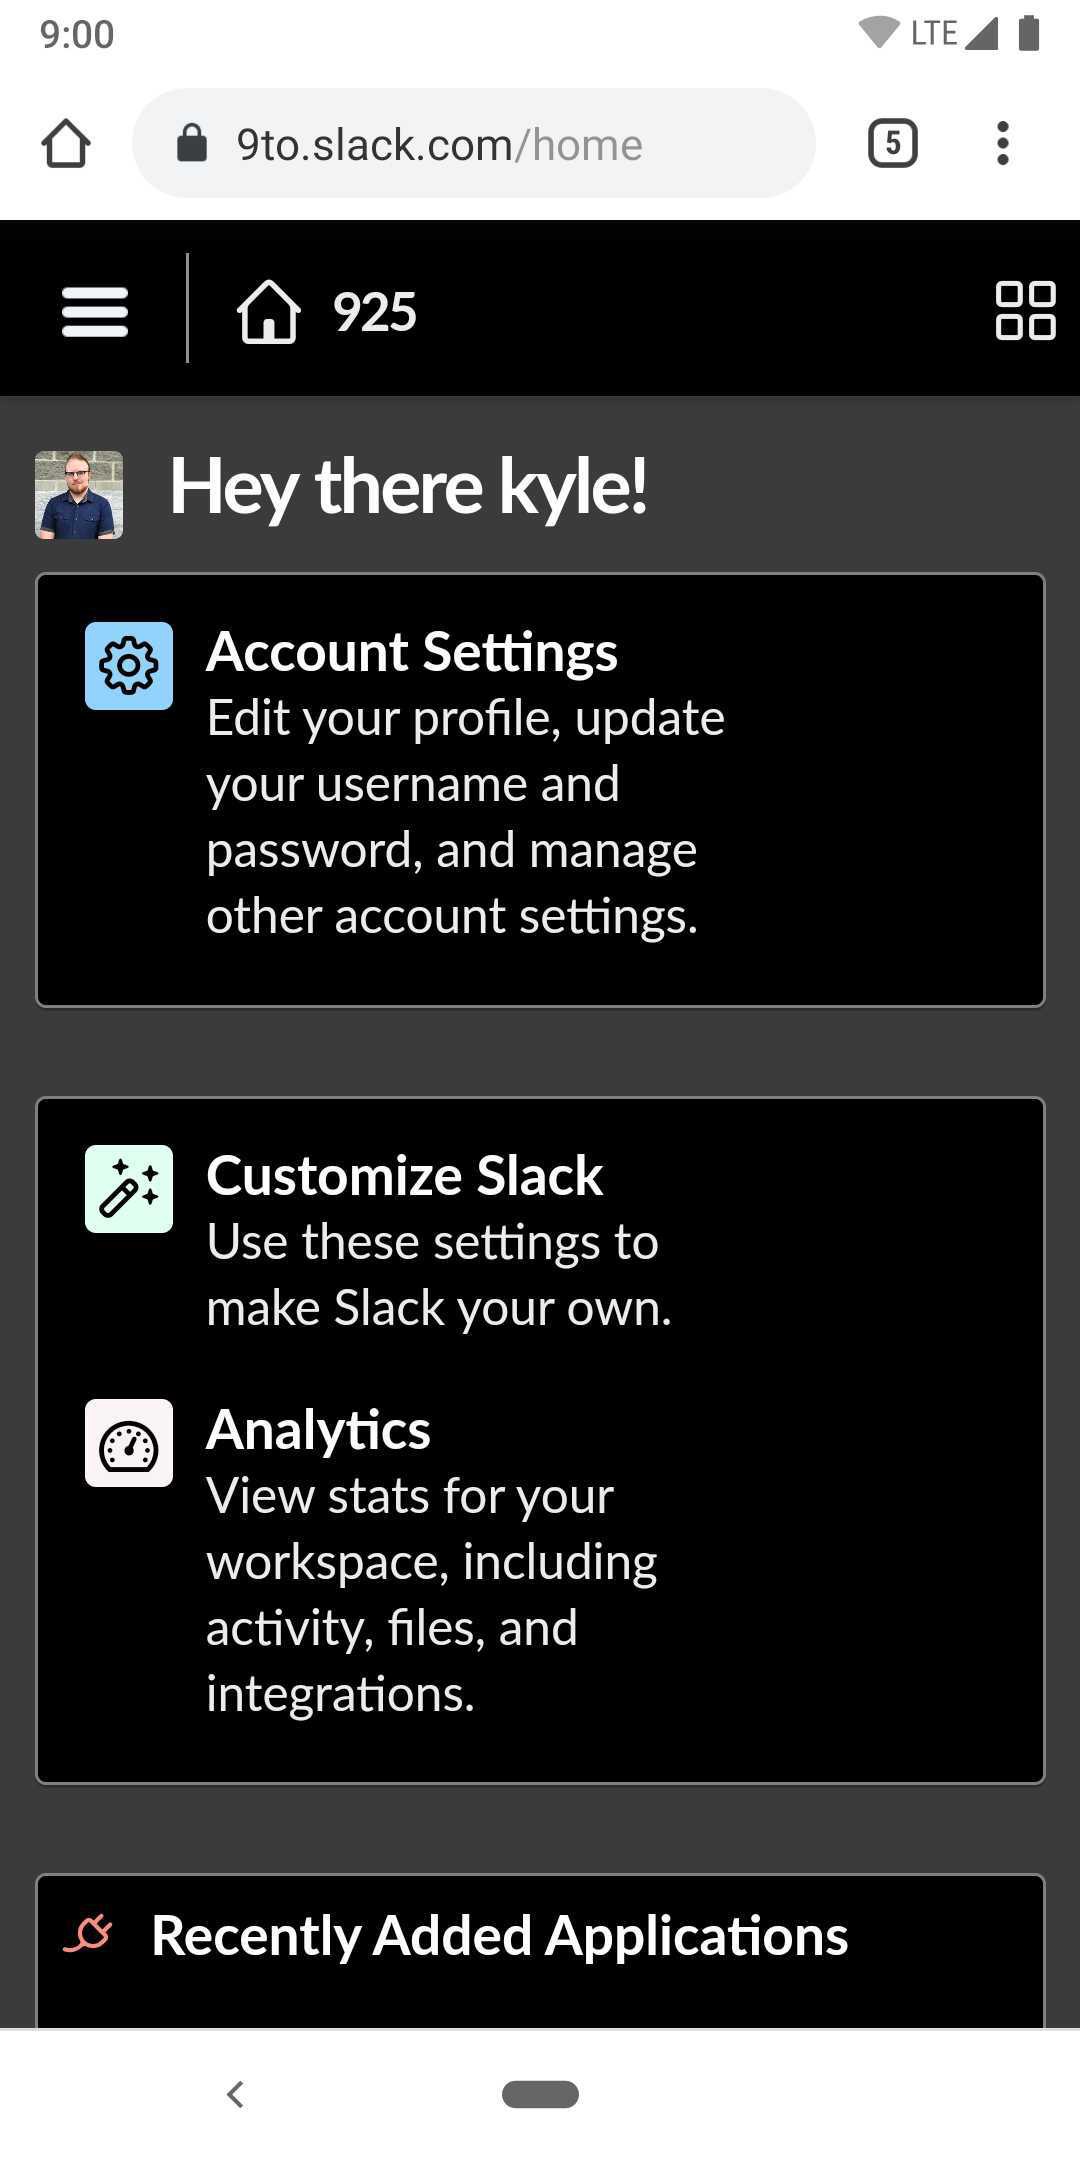 9:00
LTE
9to.slack.com/home
5
925
Hey there kyle!
Account Settings
Edit your profile, update
your username and
password, and manage
other account settings.
Customize Slack
Use these settings to
make Slack your own.
Analytics
View stats for your
workspace, including
activity, files, and
integrations.
Recently Added Applications